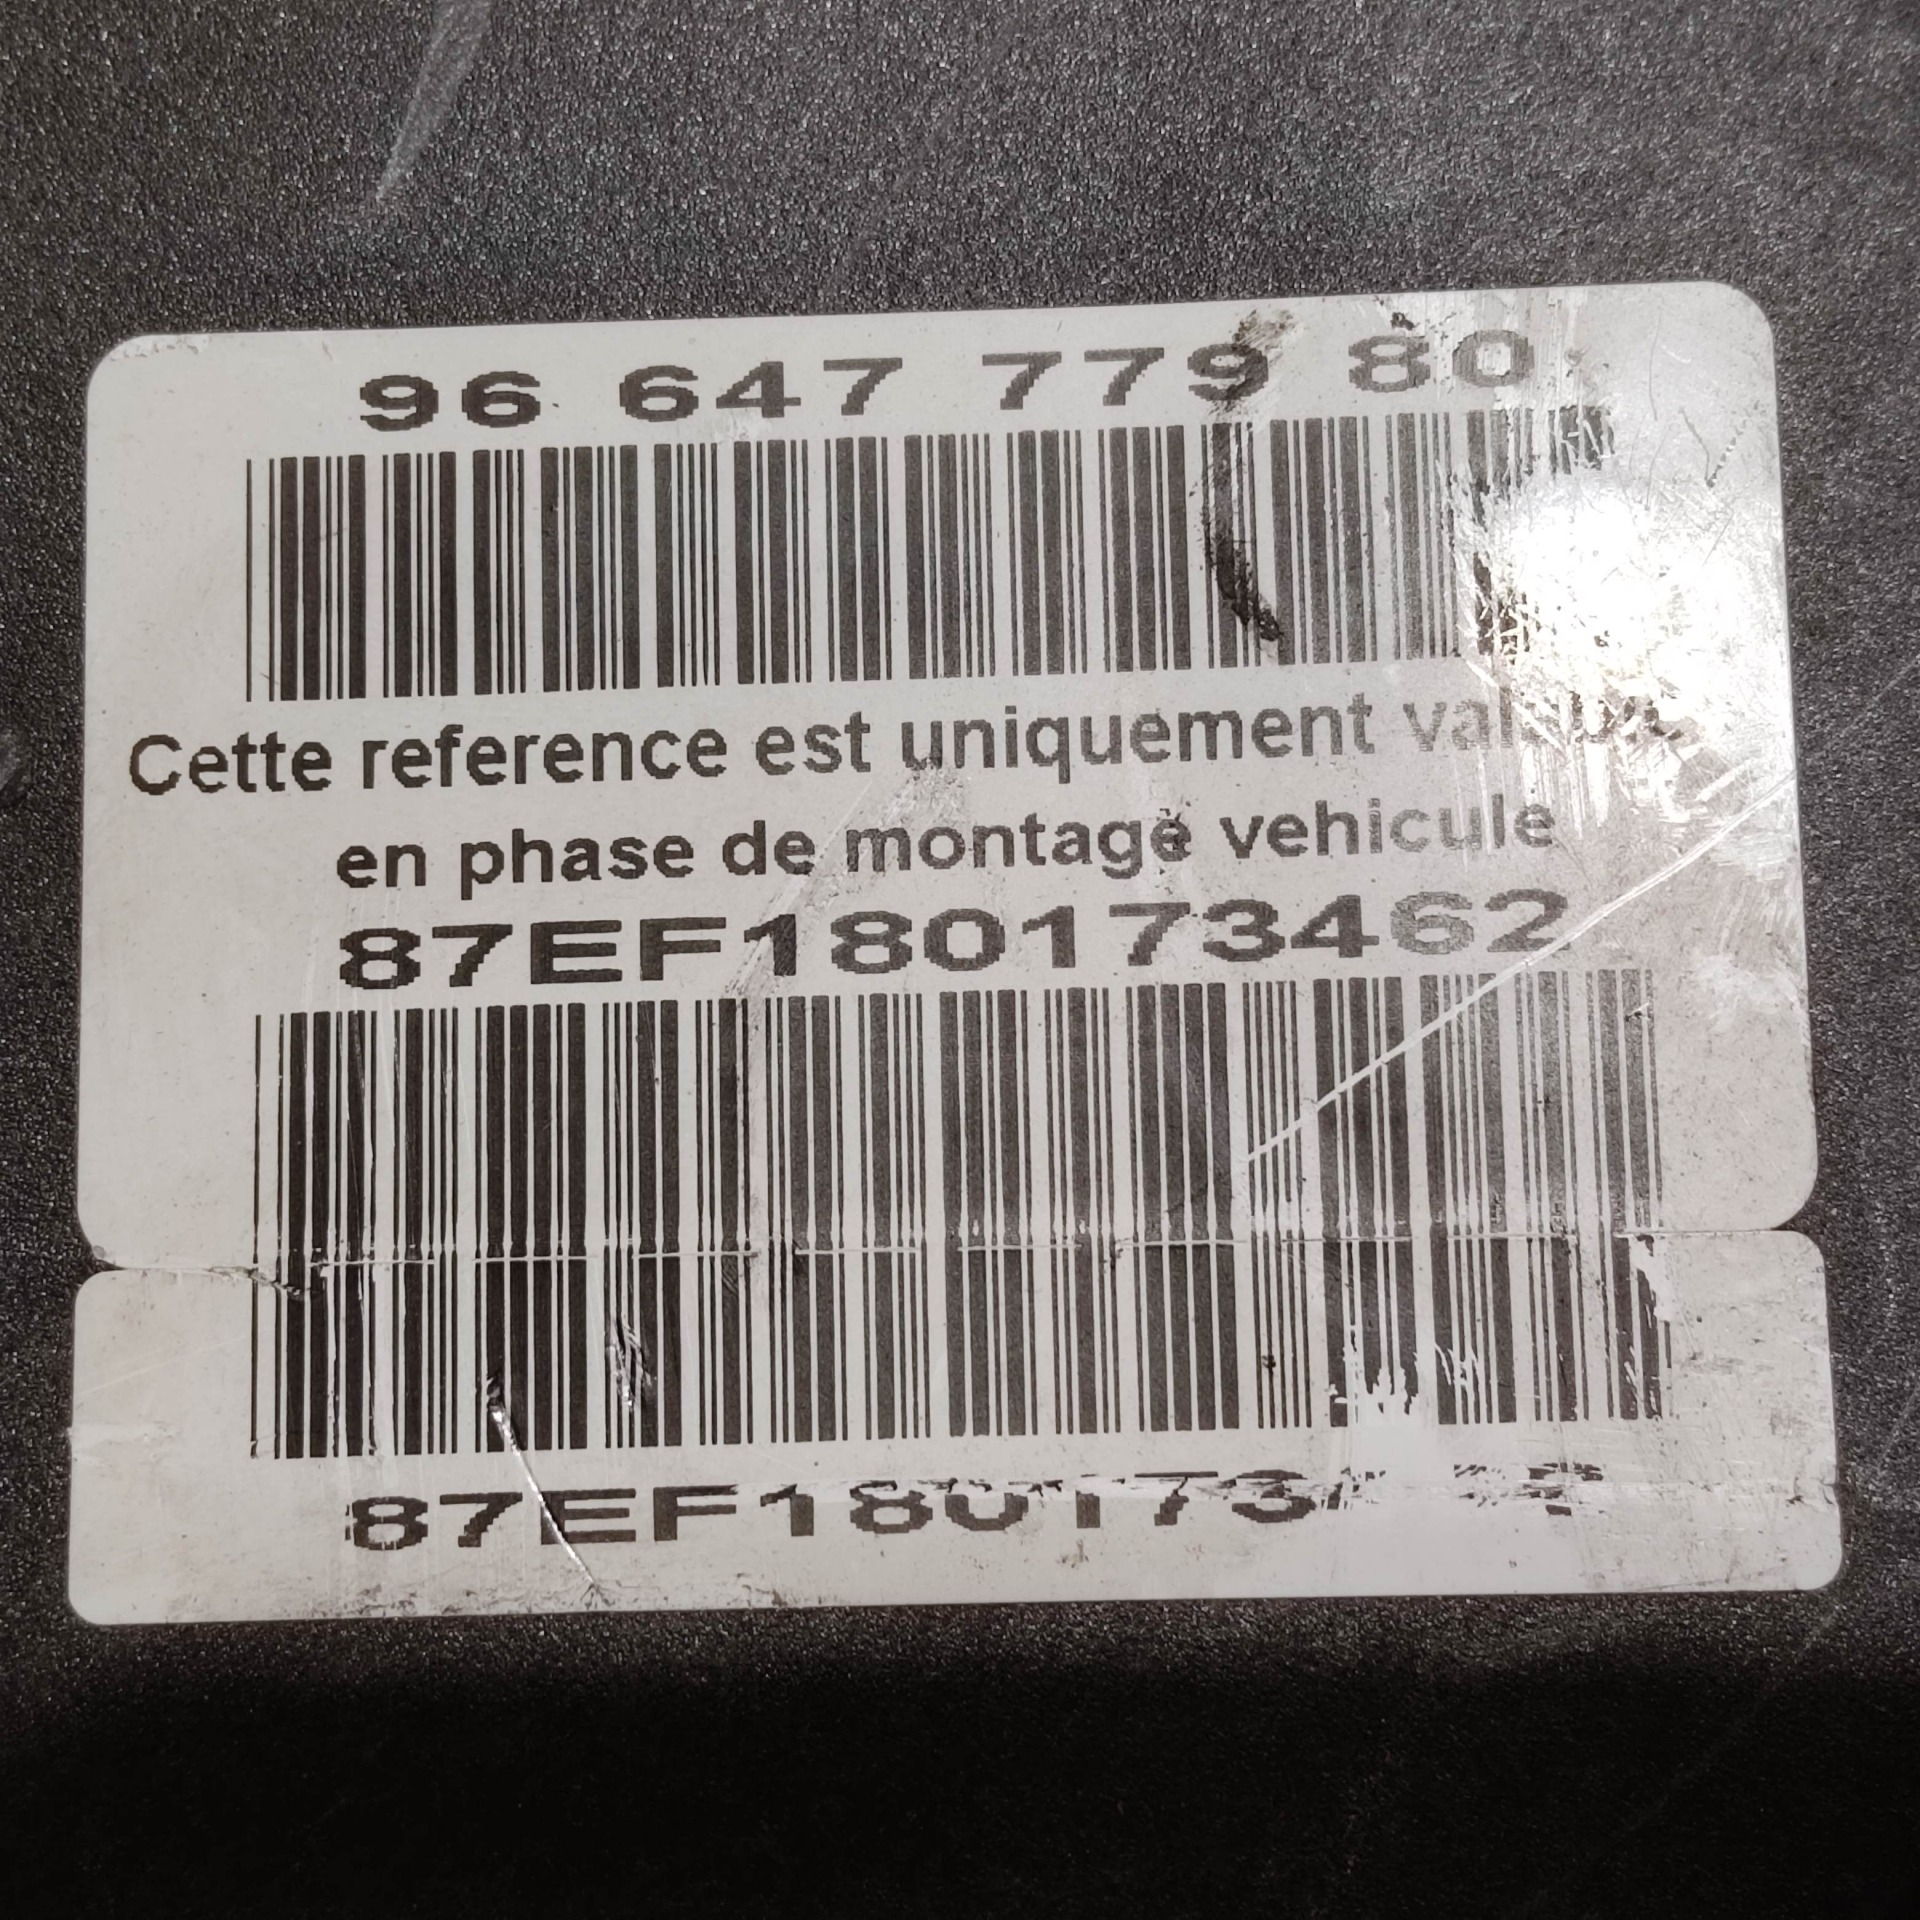 96 647 779 80
Cette reference est uniquement
en phase de montage vehicule
87EF180173462